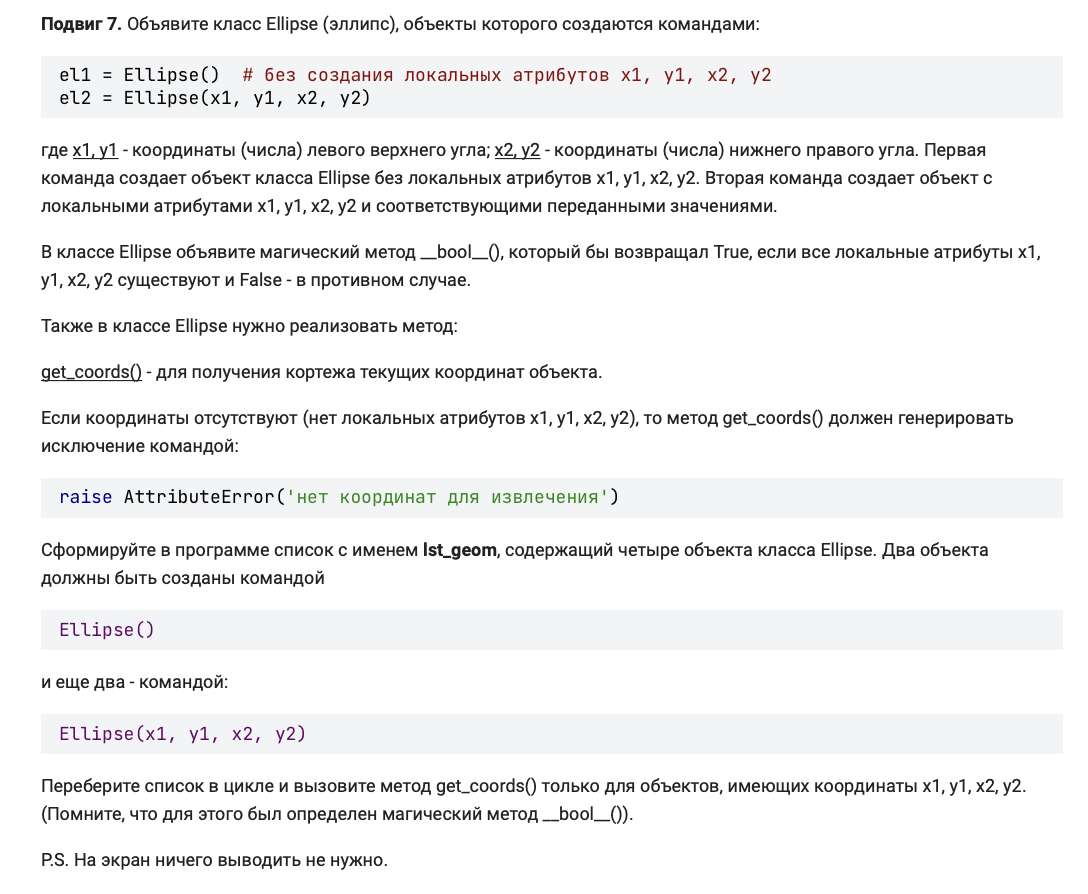 Подвиг 7. Объявите класс Ellipse (эллипс), объекты которого создаются командами:
el1 = Ellipse()  # без создания локальных атрибутов x1, y1, x2, y2
el2 = Ellipse(x1, y1, x2, y2)
где x1, y1 - координаты (числа) левого верхнего угла; x2, y2 - координаты (числа) нижнего правого угла. Первая
команда создает объект класса Ellipse без локальных атрибутов x1, y1, x2, y2. Вторая команда создает объект с
локальными атрибутами x1, y1, x2, y2 и соответствующими переданными значениями.
В классе Ellipse объявите магический метод __bool__(), который бы возвращал True, если все локальные атрибуты x1,
y1, x2, y2 существуют и False - в противном случае.
Также в классе Ellipse нужно реализовать метод:
get_coords() - для получения кортежа текущих координат объекта.
Если координаты отсутствуют (нет локальных атрибутов x1, y1, x2, y2), то метод get_coords() должен генерировать
исключение командой:
raise AttributeError('нет координат для извлечения')
Сформируйте в программе список с именем lst_geom, содержащий четыре объекта класса Ellipse. Два объекта
должны быть созданы командой
Ellipse()
и еще два - командой:
Ellipse(x1, y1, x2, y2)
Переберите список в цикле и вызовите метод get_coords() только для объектов, имеющих координаты x1, y1, x2, y2.
(Помните, что для этого был определен магический метод __bool__()).
P.S. На экран ничего выводить не нужно.